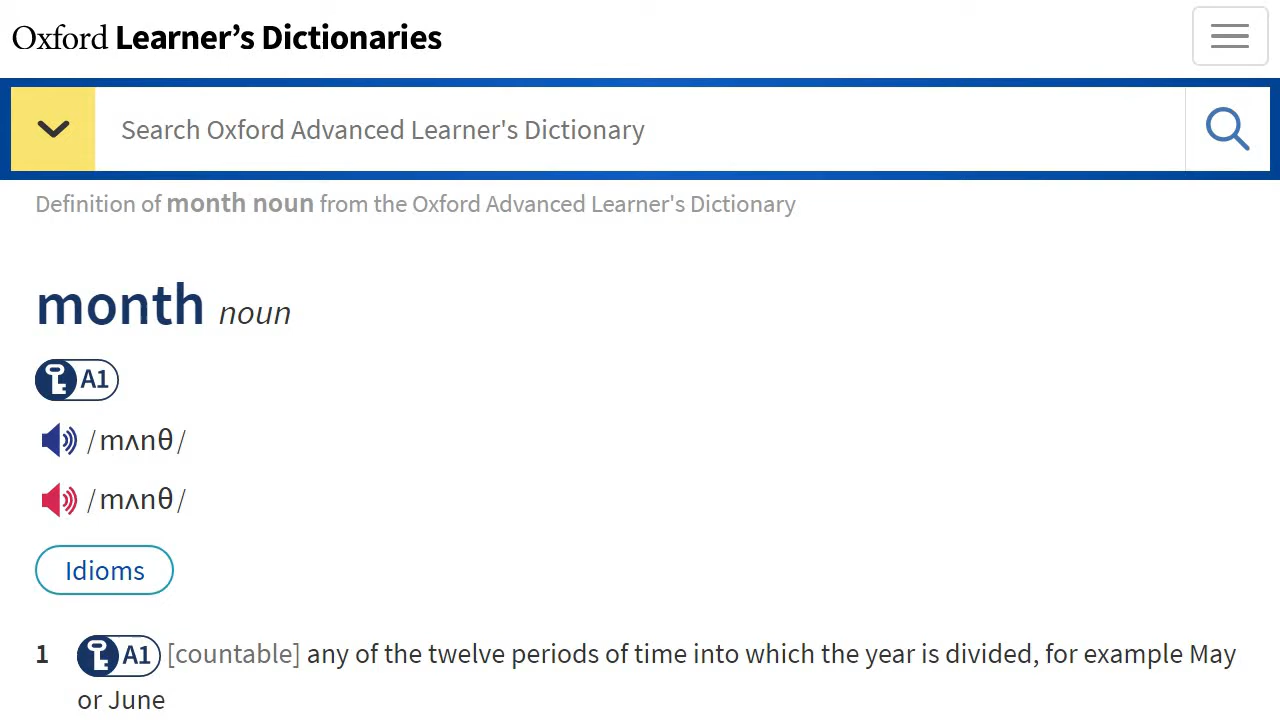 Oxford Learner's Dictionaries
Search Oxford Advanced Learner's Dictionary
Definition of month noun from the Oxford Advanced Learner's Dictionary
month noun
A1
/mʌnθ/
/mʌnθ/
Idioms
1 A1 [countable] any of the twelve periods of time into which the year is divided, for example May
or June